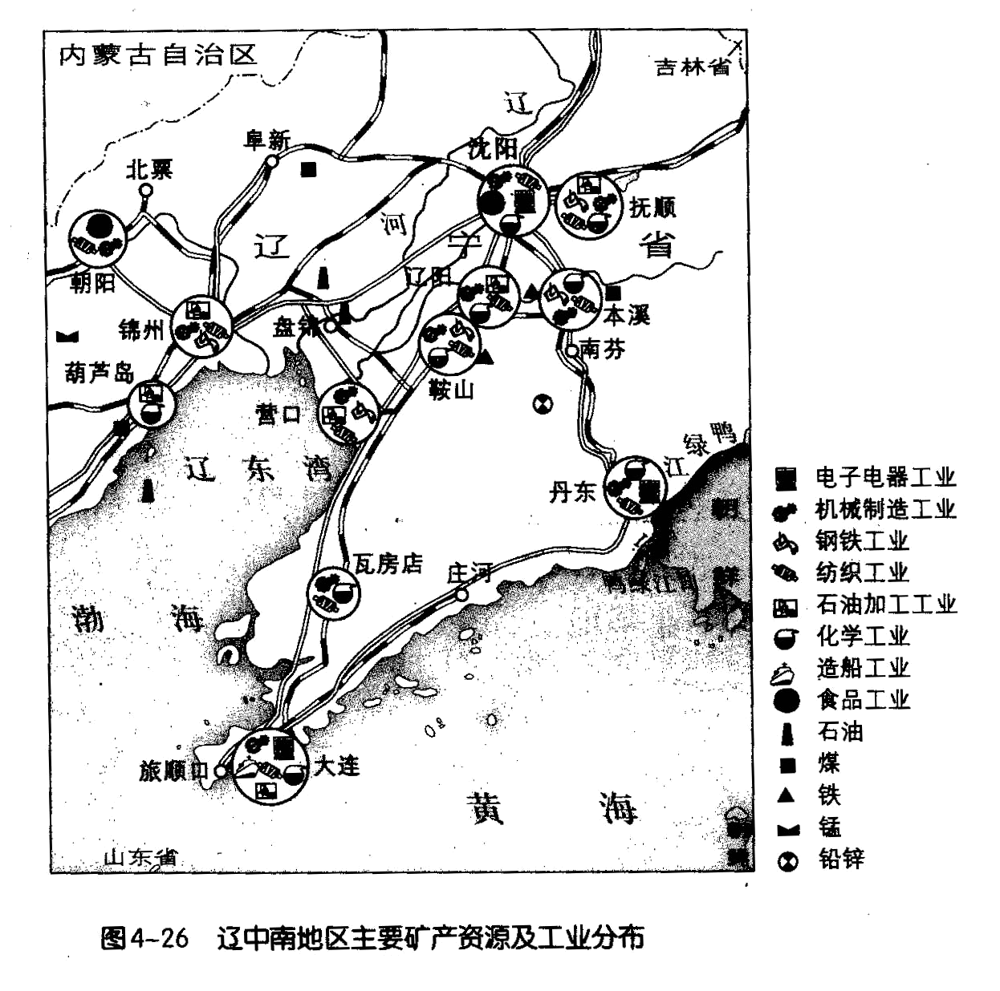 内蒙古自治区
吉林省
辽
阜新
沈阳
北票
抚顺
河
辽
宁
省
朝阳
辽阳
锦州
盘锦
本溪
南芬
葫芦岛
鞍山
营口
鸭
绿
江
辽东湾
丹东
朝
瓦房店
庄河
鸭绿江
鲜
渤海
旅顺口
大连
黄海
山东省
电子电器工业
机械制造工业
钢铁工业
纺织工业
石油加工工业
化学工业
造船工业
食品工业
石油
煤
铁
锰
铅锌
图4-26 辽中南地区主要矿产资源及工业分布